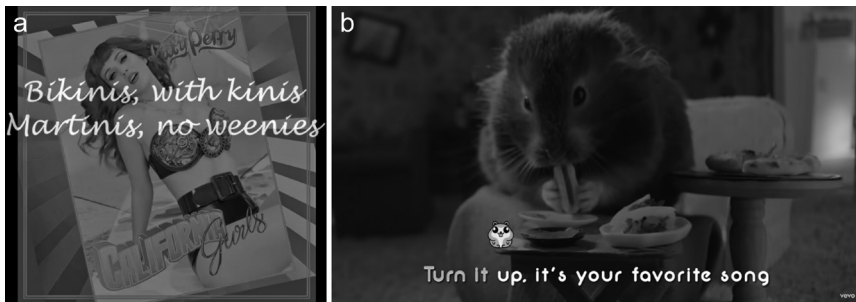 a
Katy Perry
Bikinis, with kinis
Martinis, no weenies
CALIFORNIA
Gurls
b
Turn It up, it's your favorite song
vevo